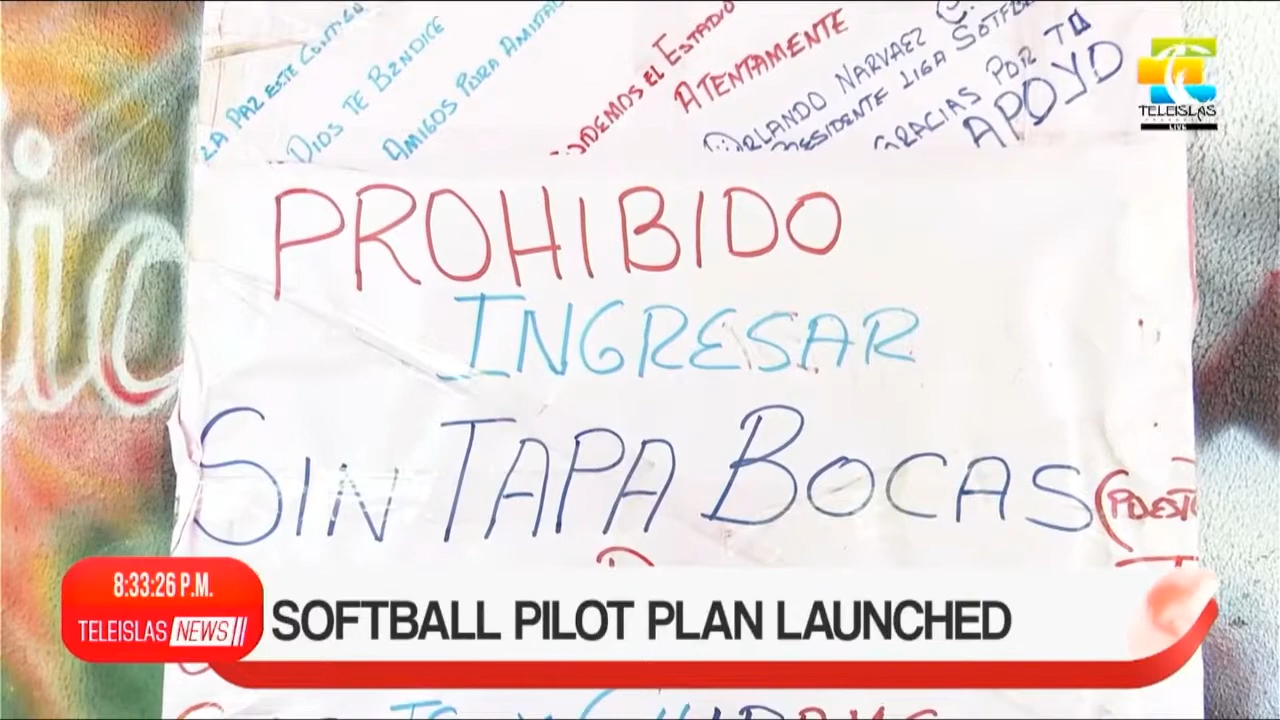 LA PAZ ESTE CONTIGO
DIOS TE BENDICE
AMIGOS PARA AMISTAD
EL ESTADIO
ATENTAMENTE
ORLANDO NARVAEZ
PRESIDENTE LIGA
GRACIAS POR TU
APOYO
TELEISLAS
LIVE
PROHIBIDO
INGRESAR
SIN TAPA BOCAS
8:33:26 P.M.
TELEISLAS NEWS
SOFTBALL PILOT PLAN LAUNCHED